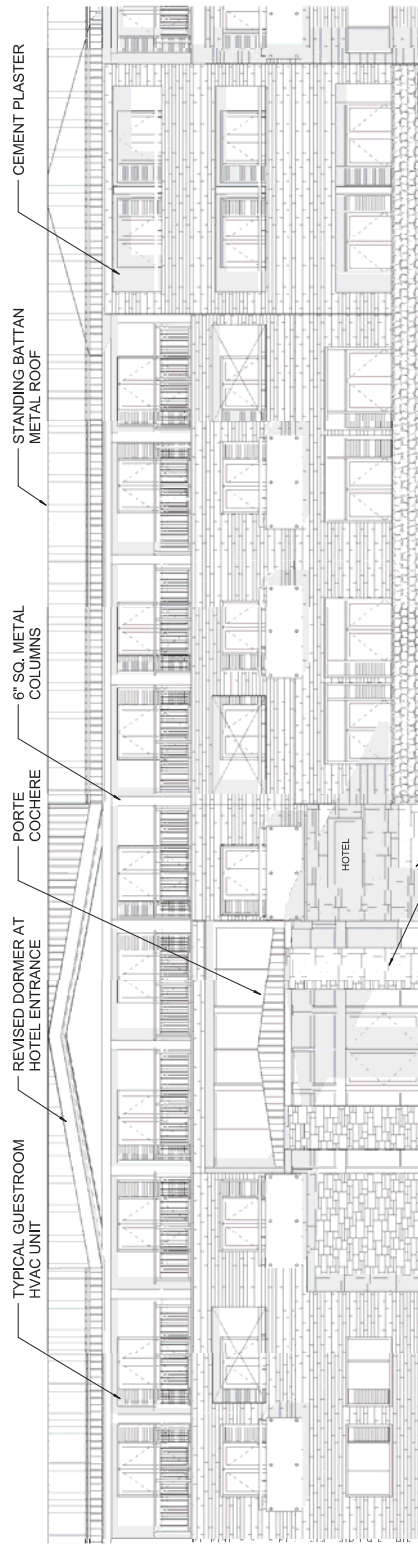 TYPICAL GUESTROOM
HVAC UNIT
REVISED DORMER AT
HOTEL ENTRANCE
PORTE
COCHERE
6" SQ. METAL
COLUMNS
STANDING BATTAN
METAL ROOF
CEMENT PLASTER
HOTEL